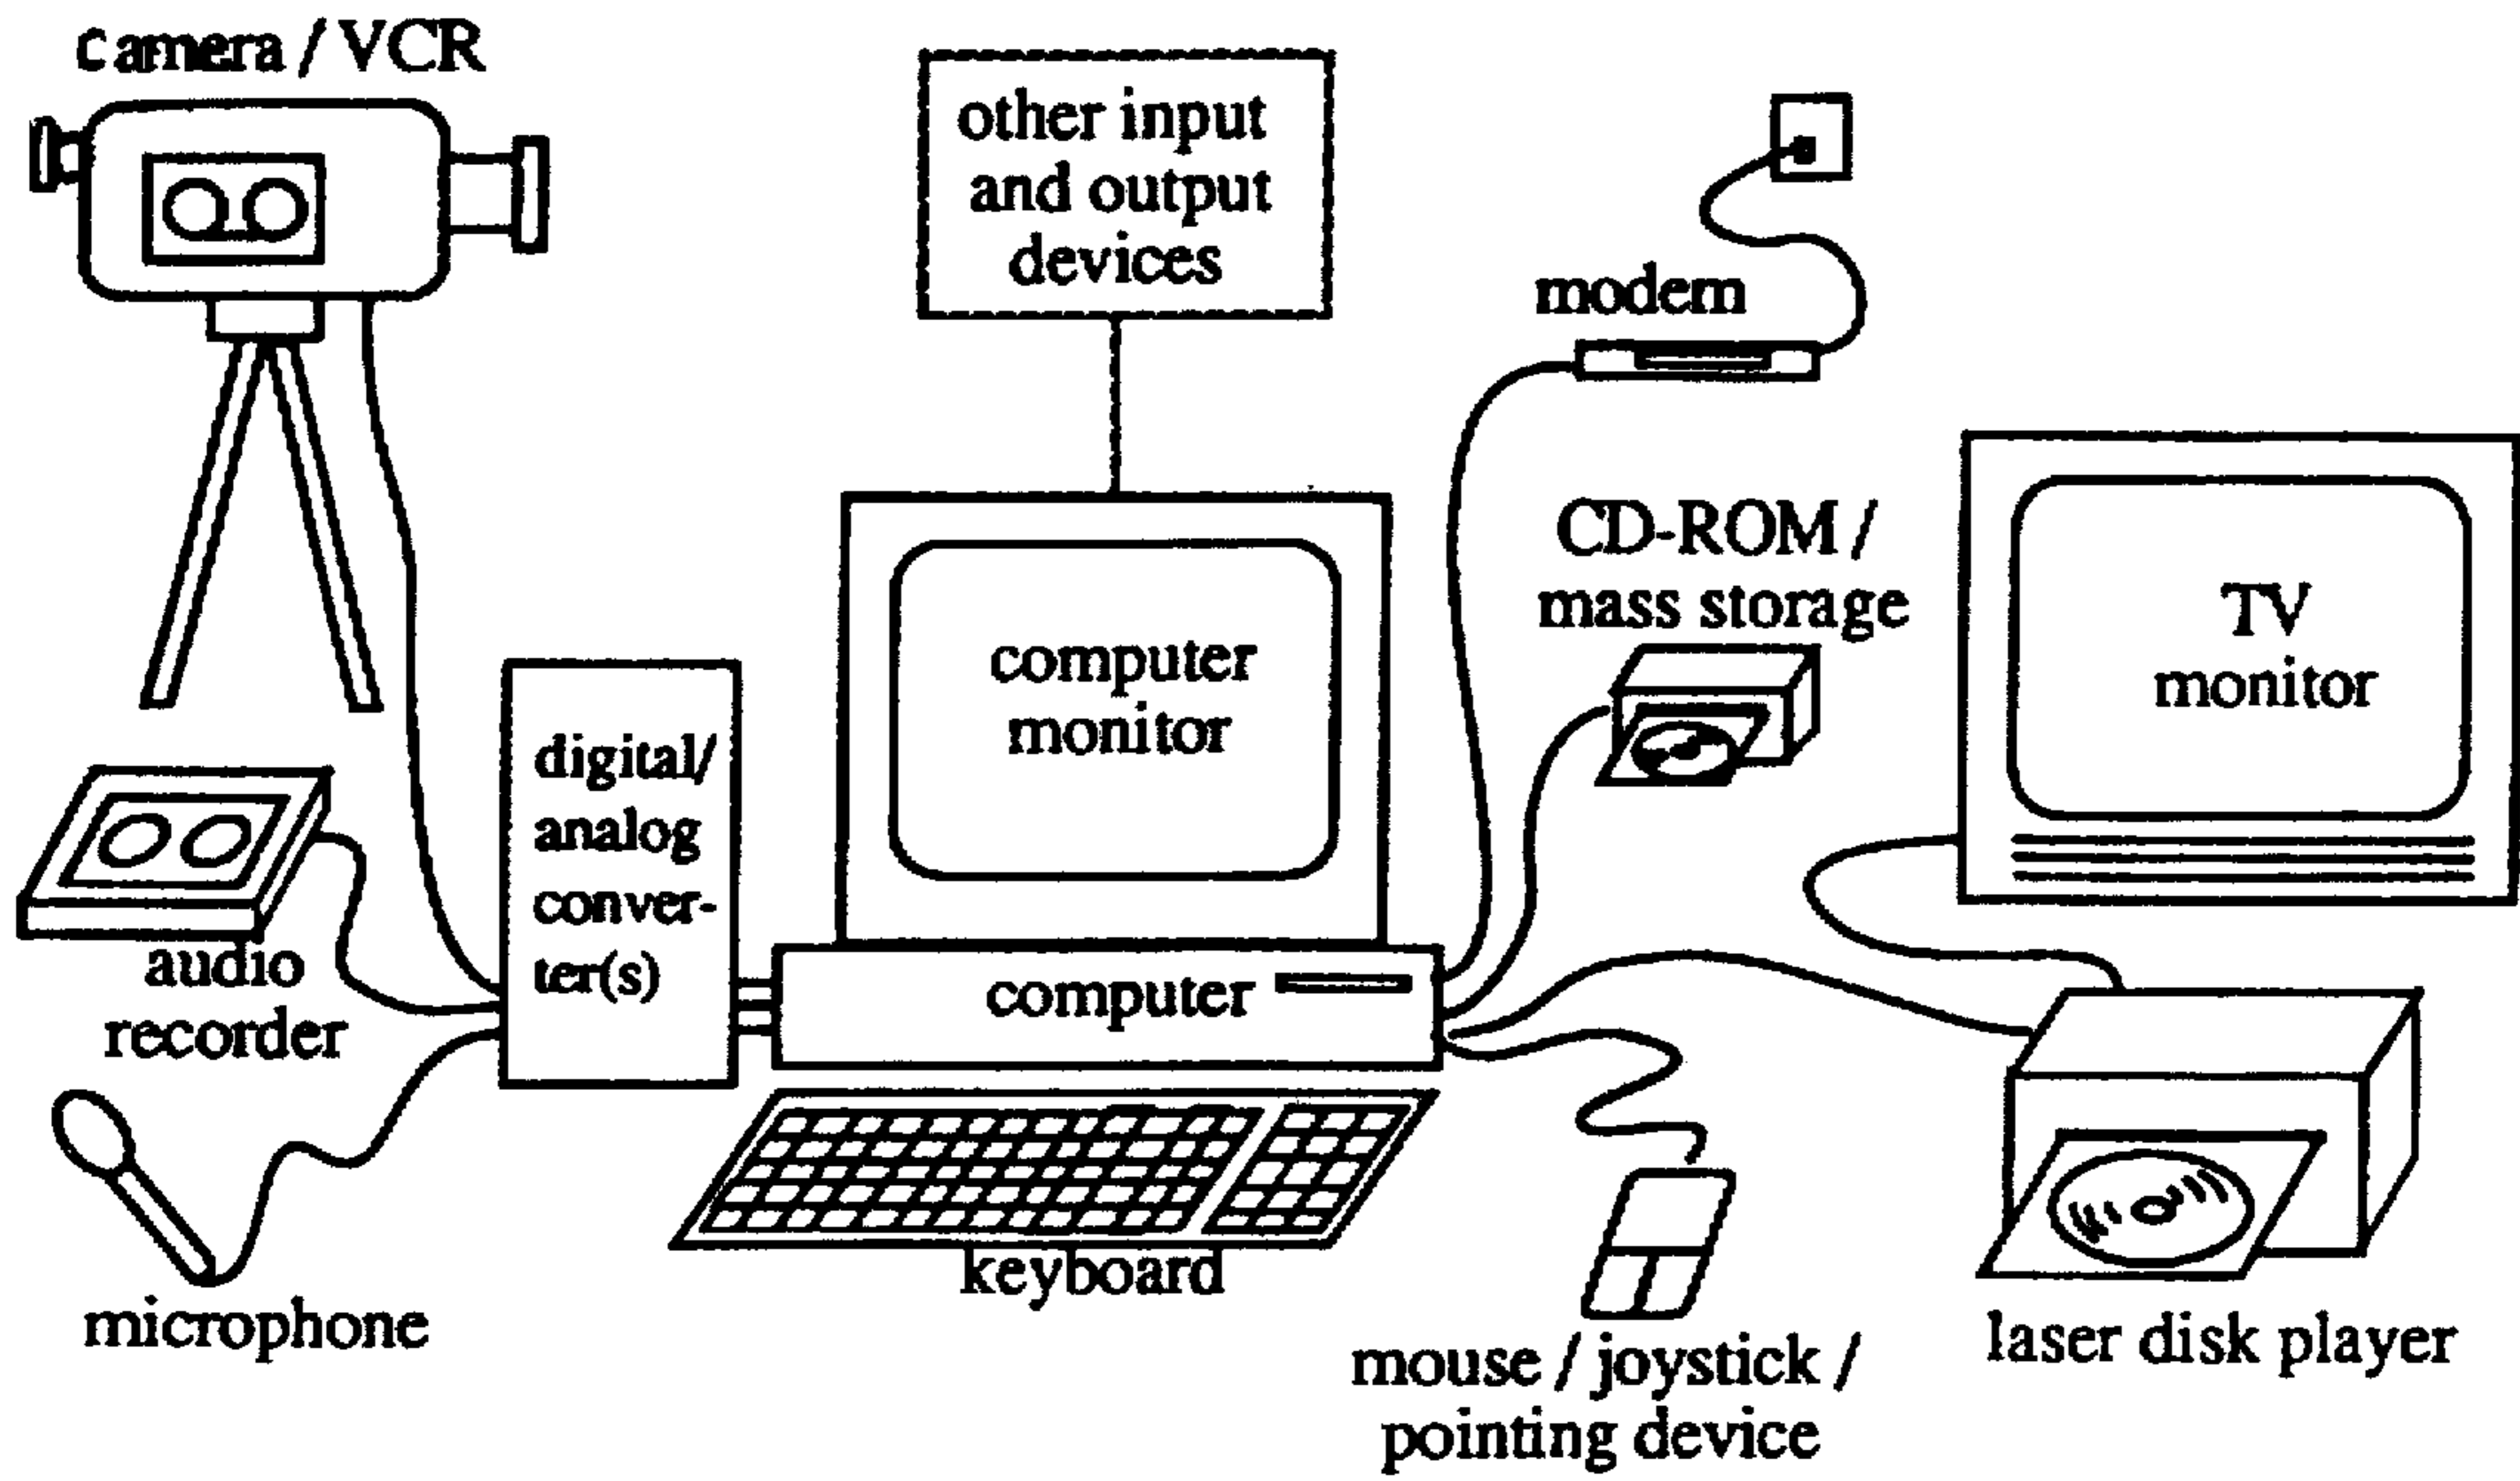 camera / VCR
other input
and output
devices
modem
CD-ROM /
mass storage
TV
monitor
computer
monitor
digital/
analog
conver-
ter(s)
audio
recorder
computer
keyboard
microphone
mouse / joystick /
pointing device
laser disk player